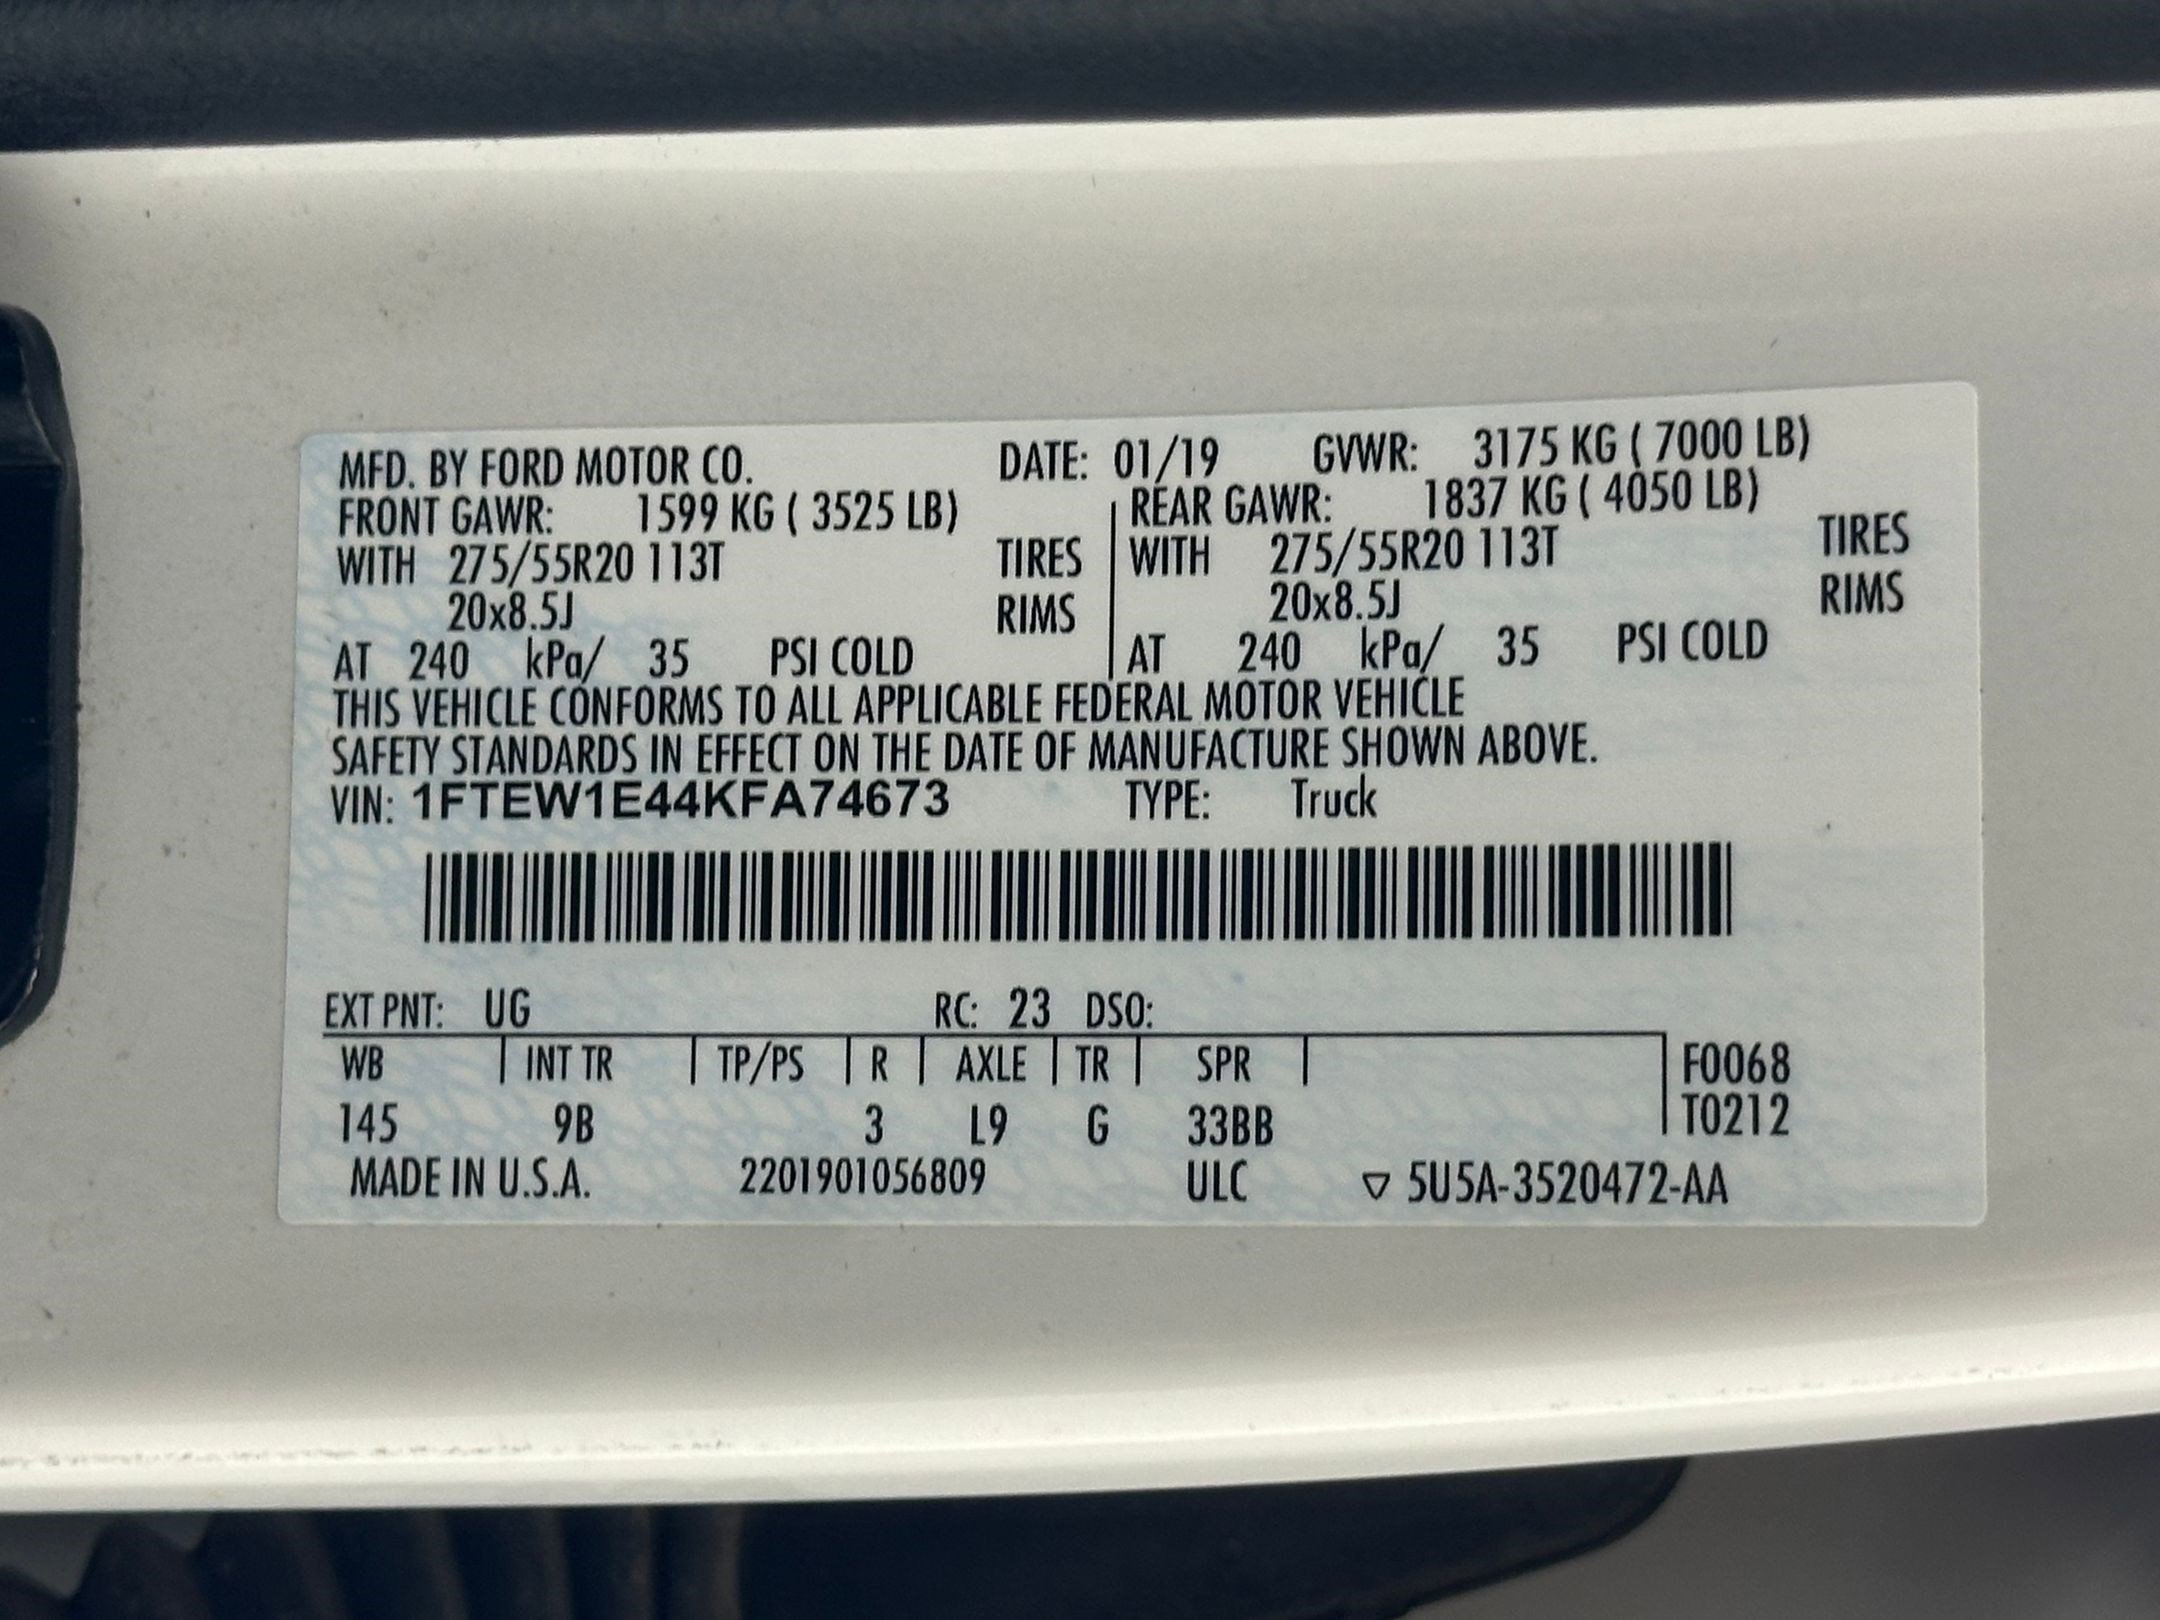 MFD. BY FORD MOTOR CO. DATE: 01/19 GVWR: 3175 KG ( 7000 LB)
FRONT GAWR: 1599 KG ( 3525 LB) REAR GAWR: 1837 KG ( 4050 LB)
WITH 275/55R20 113T TIRES WITH 275/55R20 113T TIRES
20x8.5J RIMS 20x8.5J RIMS
AT 240 kPa/ 35 PSI COLD AT 240 kPa/ 35 PSI COLD
THIS VEHICLE CONFORMS TO ALL APPLICABLE FEDERAL MOTOR VEHICLE
SAFETY STANDARDS IN EFFECT ON THE DATE OF MANUFACTURE SHOWN ABOVE.
VIN: 1FTEW1E44KFA74673 TYPE: Truck
EXT PNT: UG RC: 23 DSO:
WB INT TR TP/PS R AXLE TR SPR F0068
145 9B 3 L9 G 33BB T0212
MADE IN U.S.A. 2201901056809 ULC ▽ 5U5A-3520472-AA